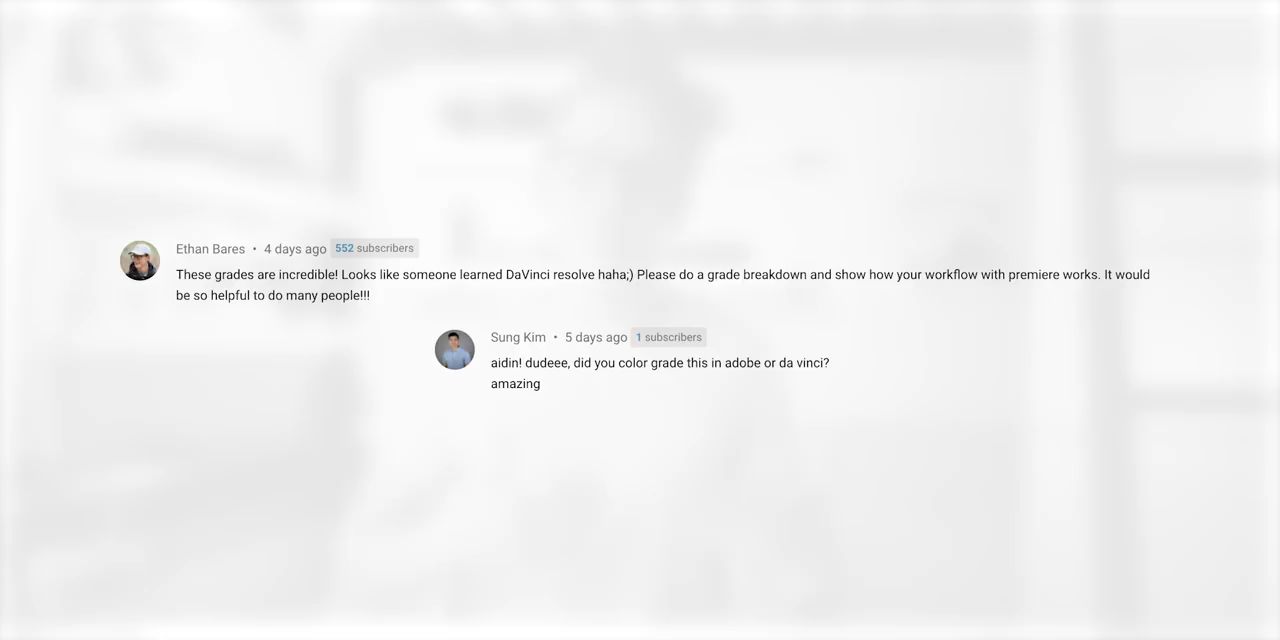 Ethan Bares • 4 days ago 552 subscribers
These grades are incredible! Looks like someone learned DaVinci resolve haha;) Please do a grade breakdown and show how your workflow with premiere works. It would
be so helpful to do many people!!!
Sung Kim • 5 days ago 1 subscribers
aidin! dudeee, did you color grade this in adobe or da vinci?
amazing